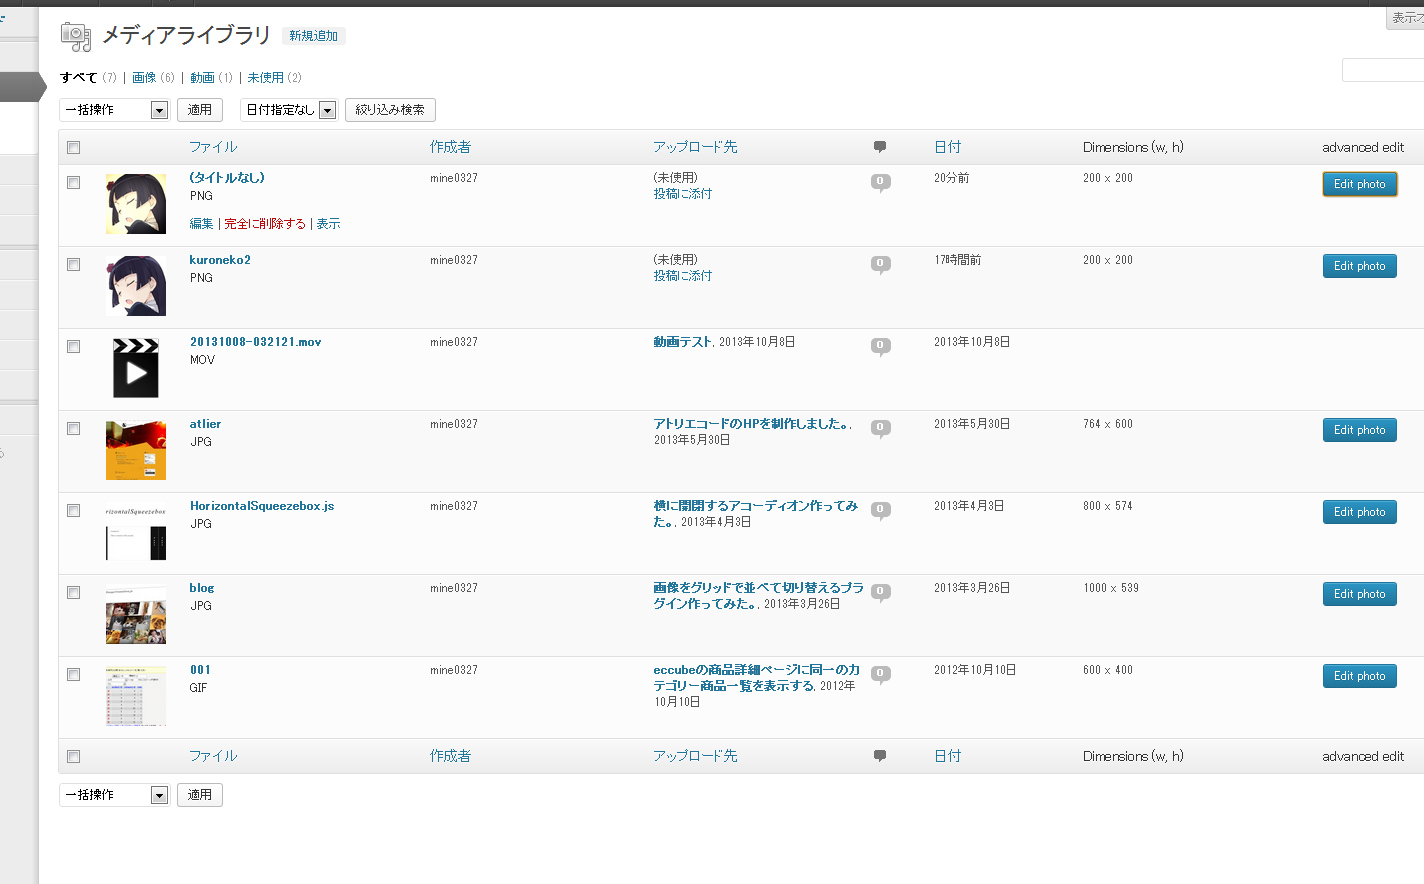 メディアライブラリ 新規追加
表示オ
すべて (7) | 画像 (6) | 動画 (1) | 未使用 (2)
一括操作 適用 日付指定なし 絞り込み検索
ファイル 作成者 アップロード先 日付 Dimensions (w, h) advanced edit
(タイトルなし) mine0327 (未使用) 0 20分前 200 x 200 Edit photo
PNG 投稿に添付
編集 | 完全に削除する | 表示
kuroneko2 mine0327 (未使用) 0 17時間前 200 x 200 Edit photo
PNG 投稿に添付
20131008-032121.mov mine0327 動画テスト, 2013年10月8日 0 2013年10月8日
MOV
atlier mine0327 アトリエコードのHPを制作しました。, 0 2013年5月30日 764 x 600 Edit photo
JPG 2013年5月30日
HorizontalSqueezebox.js mine0327 横に開閉するアコーディオン作ってみ 0 2013年4月3日 800 x 574 Edit photo
rizontalSqueezebox JPG た。, 2013年4月3日
blog mine0327 画像をグリッドで並べて切り替えるプラ 0 2013年3月26日 1000 x 539 Edit photo
JPG グイン作ってみた。, 2013年3月26日
001 mine0327 eccubeの商品詳細ページに同一のカ 0 2012年10月10日 600 x 400 Edit photo
GIF テゴリー商品一覧を表示する, 2012年
10月10日
ファイル 作成者 アップロード先 日付 Dimensions (w, h) advanced edit
一括操作 適用